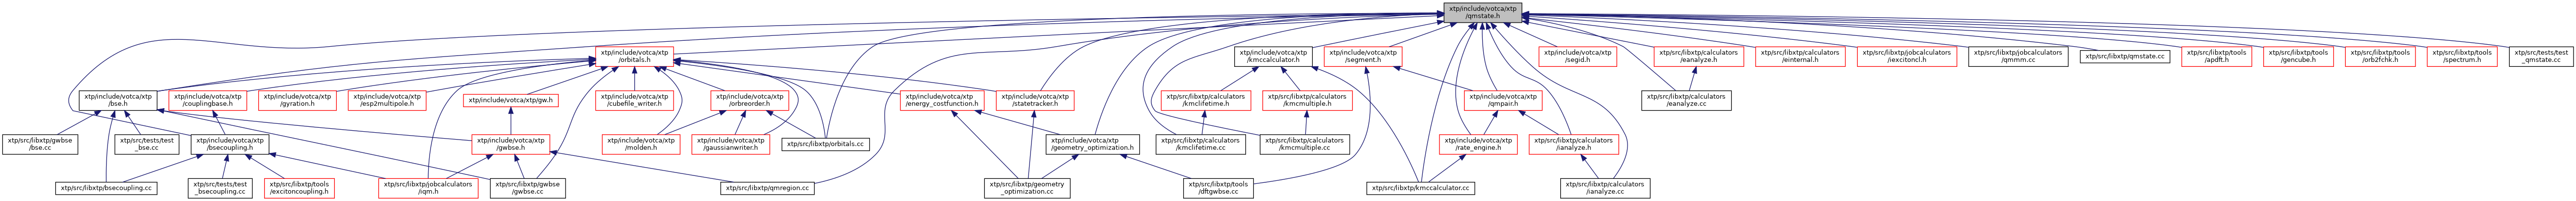 xtp/include/votca/xtp
/qmstate.h
xtp/include/votca/xtp
/orbitals.h
xtp/include/votca/xtp
/kmccalculator.h
xtp/include/votca/xtp
/segment.h
xtp/include/votca/xtp
/segid.h
xtp/src/libxtp/calculators
/eanalyze.h
xtp/src/libxtp/calculators
/einternal.h
xtp/src/libxtp/jobcalculators
/iexcitoncl.h
xtp/src/libxtp/jobcalculators
/qmmm.cc
xtp/src/libxtp/qmstate.cc
xtp/src/libxtp/tools
/apdft.h
xtp/src/libxtp/tools
/gencube.h
xtp/src/libxtp/tools
/orb2fchk.h
xtp/src/libxtp/tools
/spectrum.h
xtp/src/tests/test
_qmstate.cc
xtp/include/votca/xtp
/bse.h
xtp/include/votca/xtp
/couplingbase.h
xtp/include/votca/xtp
/gyration.h
xtp/include/votca/xtp
/esp2multipole.h
xtp/include/votca/xtp/gw.h
xtp/include/votca/xtp
/cubefile_writer.h
xtp/include/votca/xtp
/orbreorder.h
xtp/include/votca/xtp
/energy_costfunction.h
xtp/include/votca/xtp
/statetracker.h
xtp/src/libxtp/calculators
/kmclifetime.h
xtp/src/libxtp/calculators
/kmcmultiple.h
xtp/include/votca/xtp
/qmpair.h
xtp/src/libxtp/calculators
/eanalyze.cc
xtp/src/libxtp/gwbse
/bse.cc
xtp/src/tests/test
_bse.cc
xtp/include/votca/xtp
/bsecoupling.h
xtp/include/votca/xtp
/gwbse.h
xtp/include/votca/xtp
/molden.h
xtp/include/votca/xtp
/gaussianwriter.h
xtp/src/libxtp/orbitals.cc
xtp/include/votca/xtp
/geometry_optimization.h
xtp/src/libxtp/calculators
/kmclifetime.cc
xtp/src/libxtp/calculators
/kmcmultiple.cc
xtp/include/votca/xtp
/rate_engine.h
xtp/src/libxtp/calculators
/ianalyze.h
xtp/src/libxtp/bsecoupling.cc
xtp/src/tests/test
_bsecoupling.cc
xtp/src/libxtp/tools
/excitoncoupling.h
xtp/src/libxtp/jobcalculators
/iqm.h
xtp/src/libxtp/gwbse
/gwbse.cc
xtp/src/libxtp/qmregion.cc
xtp/src/libxtp/geometry
_optimization.cc
xtp/src/libxtp/tools
/dftgwbse.cc
xtp/src/libxtp/kmccalculator.cc
xtp/src/libxtp/calculators
/ianalyze.cc